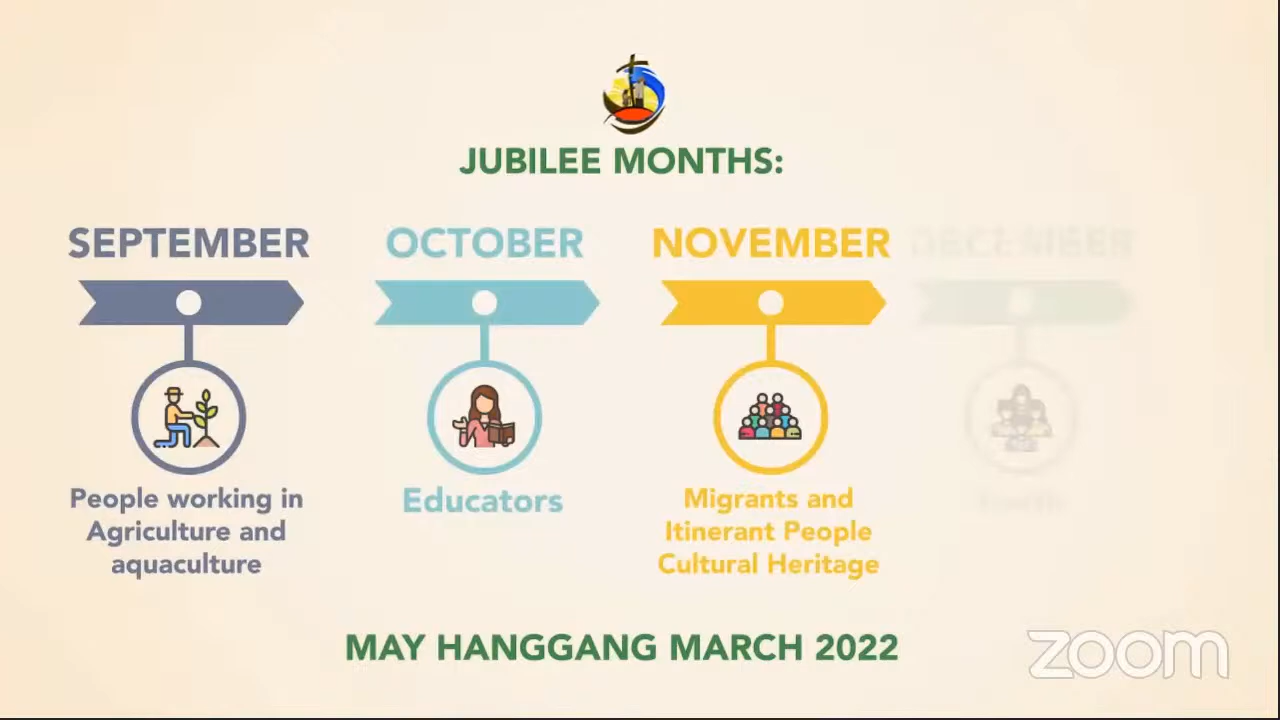 JUBILEE MONTHS:
SEPTEMBER
OCTOBER
NOVEMBER
DECEMBER
People working in
Agriculture and
aquaculture
Educators
Migrants and
Itinerant People
Cultural Heritage
MAY HANGGANG MARCH 2022
zoom